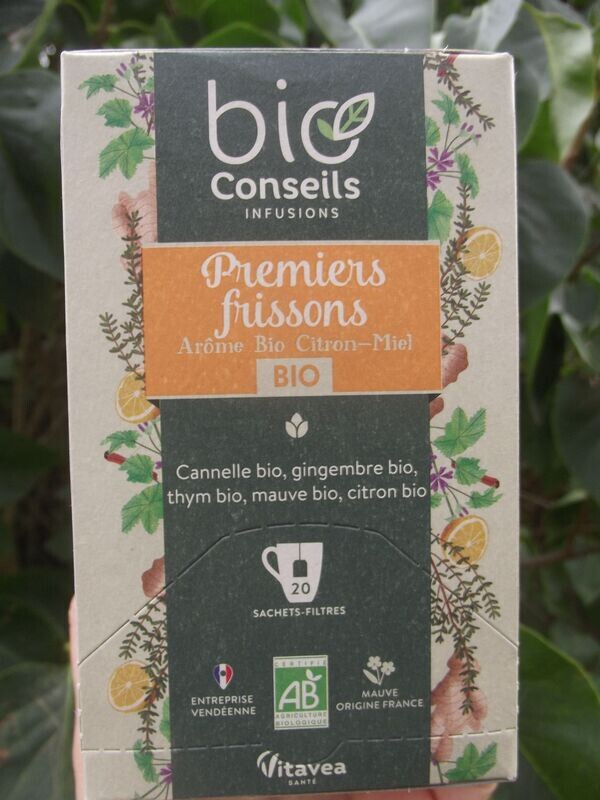 bio
Conseils
INFUSIONS
Premiers
frissons
Arôme Bio Citron-Miel
BIO
Cannelle bio, gingembre bio,
thym bio, mauve bio, citron bio
20
SACHETS-FILTRES
ENTREPRISE
VENDÉENNE
CERTIFIÉ
AB
AGRICULTURE
BIOLOGIQUE
MAUVE
ORIGINE FRANCE
Vitavea
SANTÉ